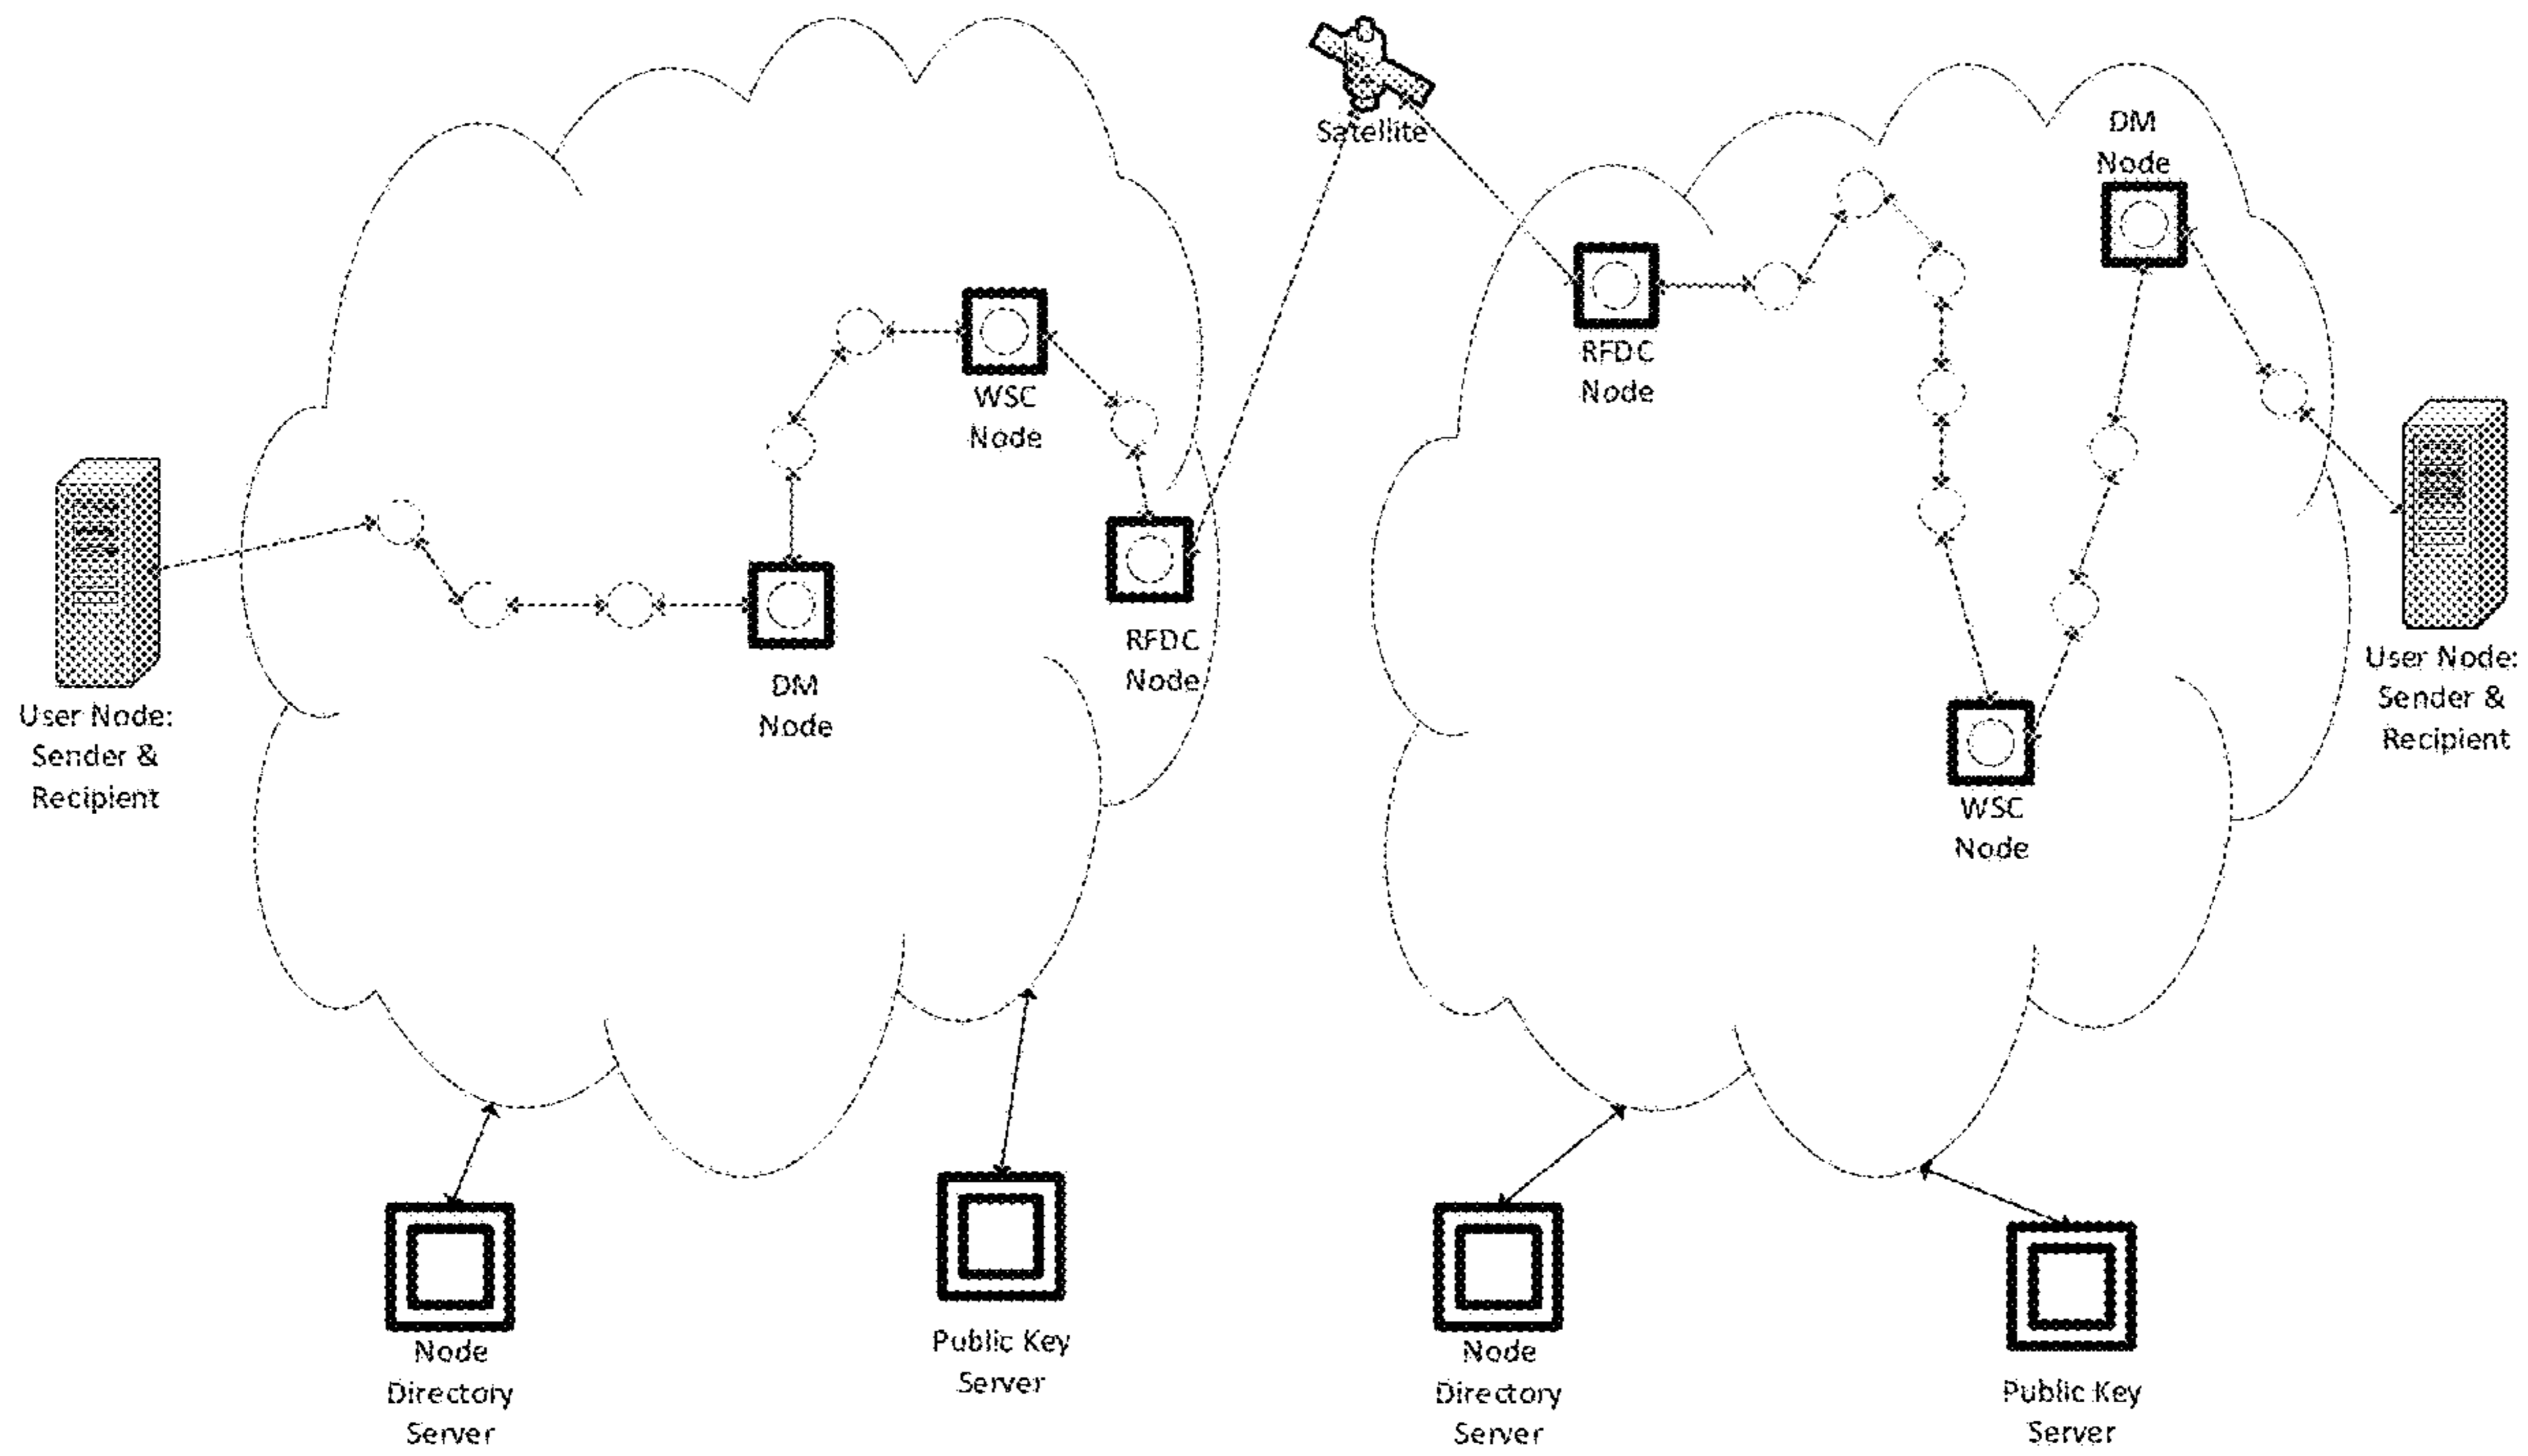 Satellite
DM
Node
RFDC
Node
WSC
Node
RFDC
Node
DM
Node
User Node:
Sender &
Recipient
User Node:
Sender &
Recipient
WSC
Node
Node
Directory
Server
Public Key
Server
Node
Directory
Server
Public Key
Server